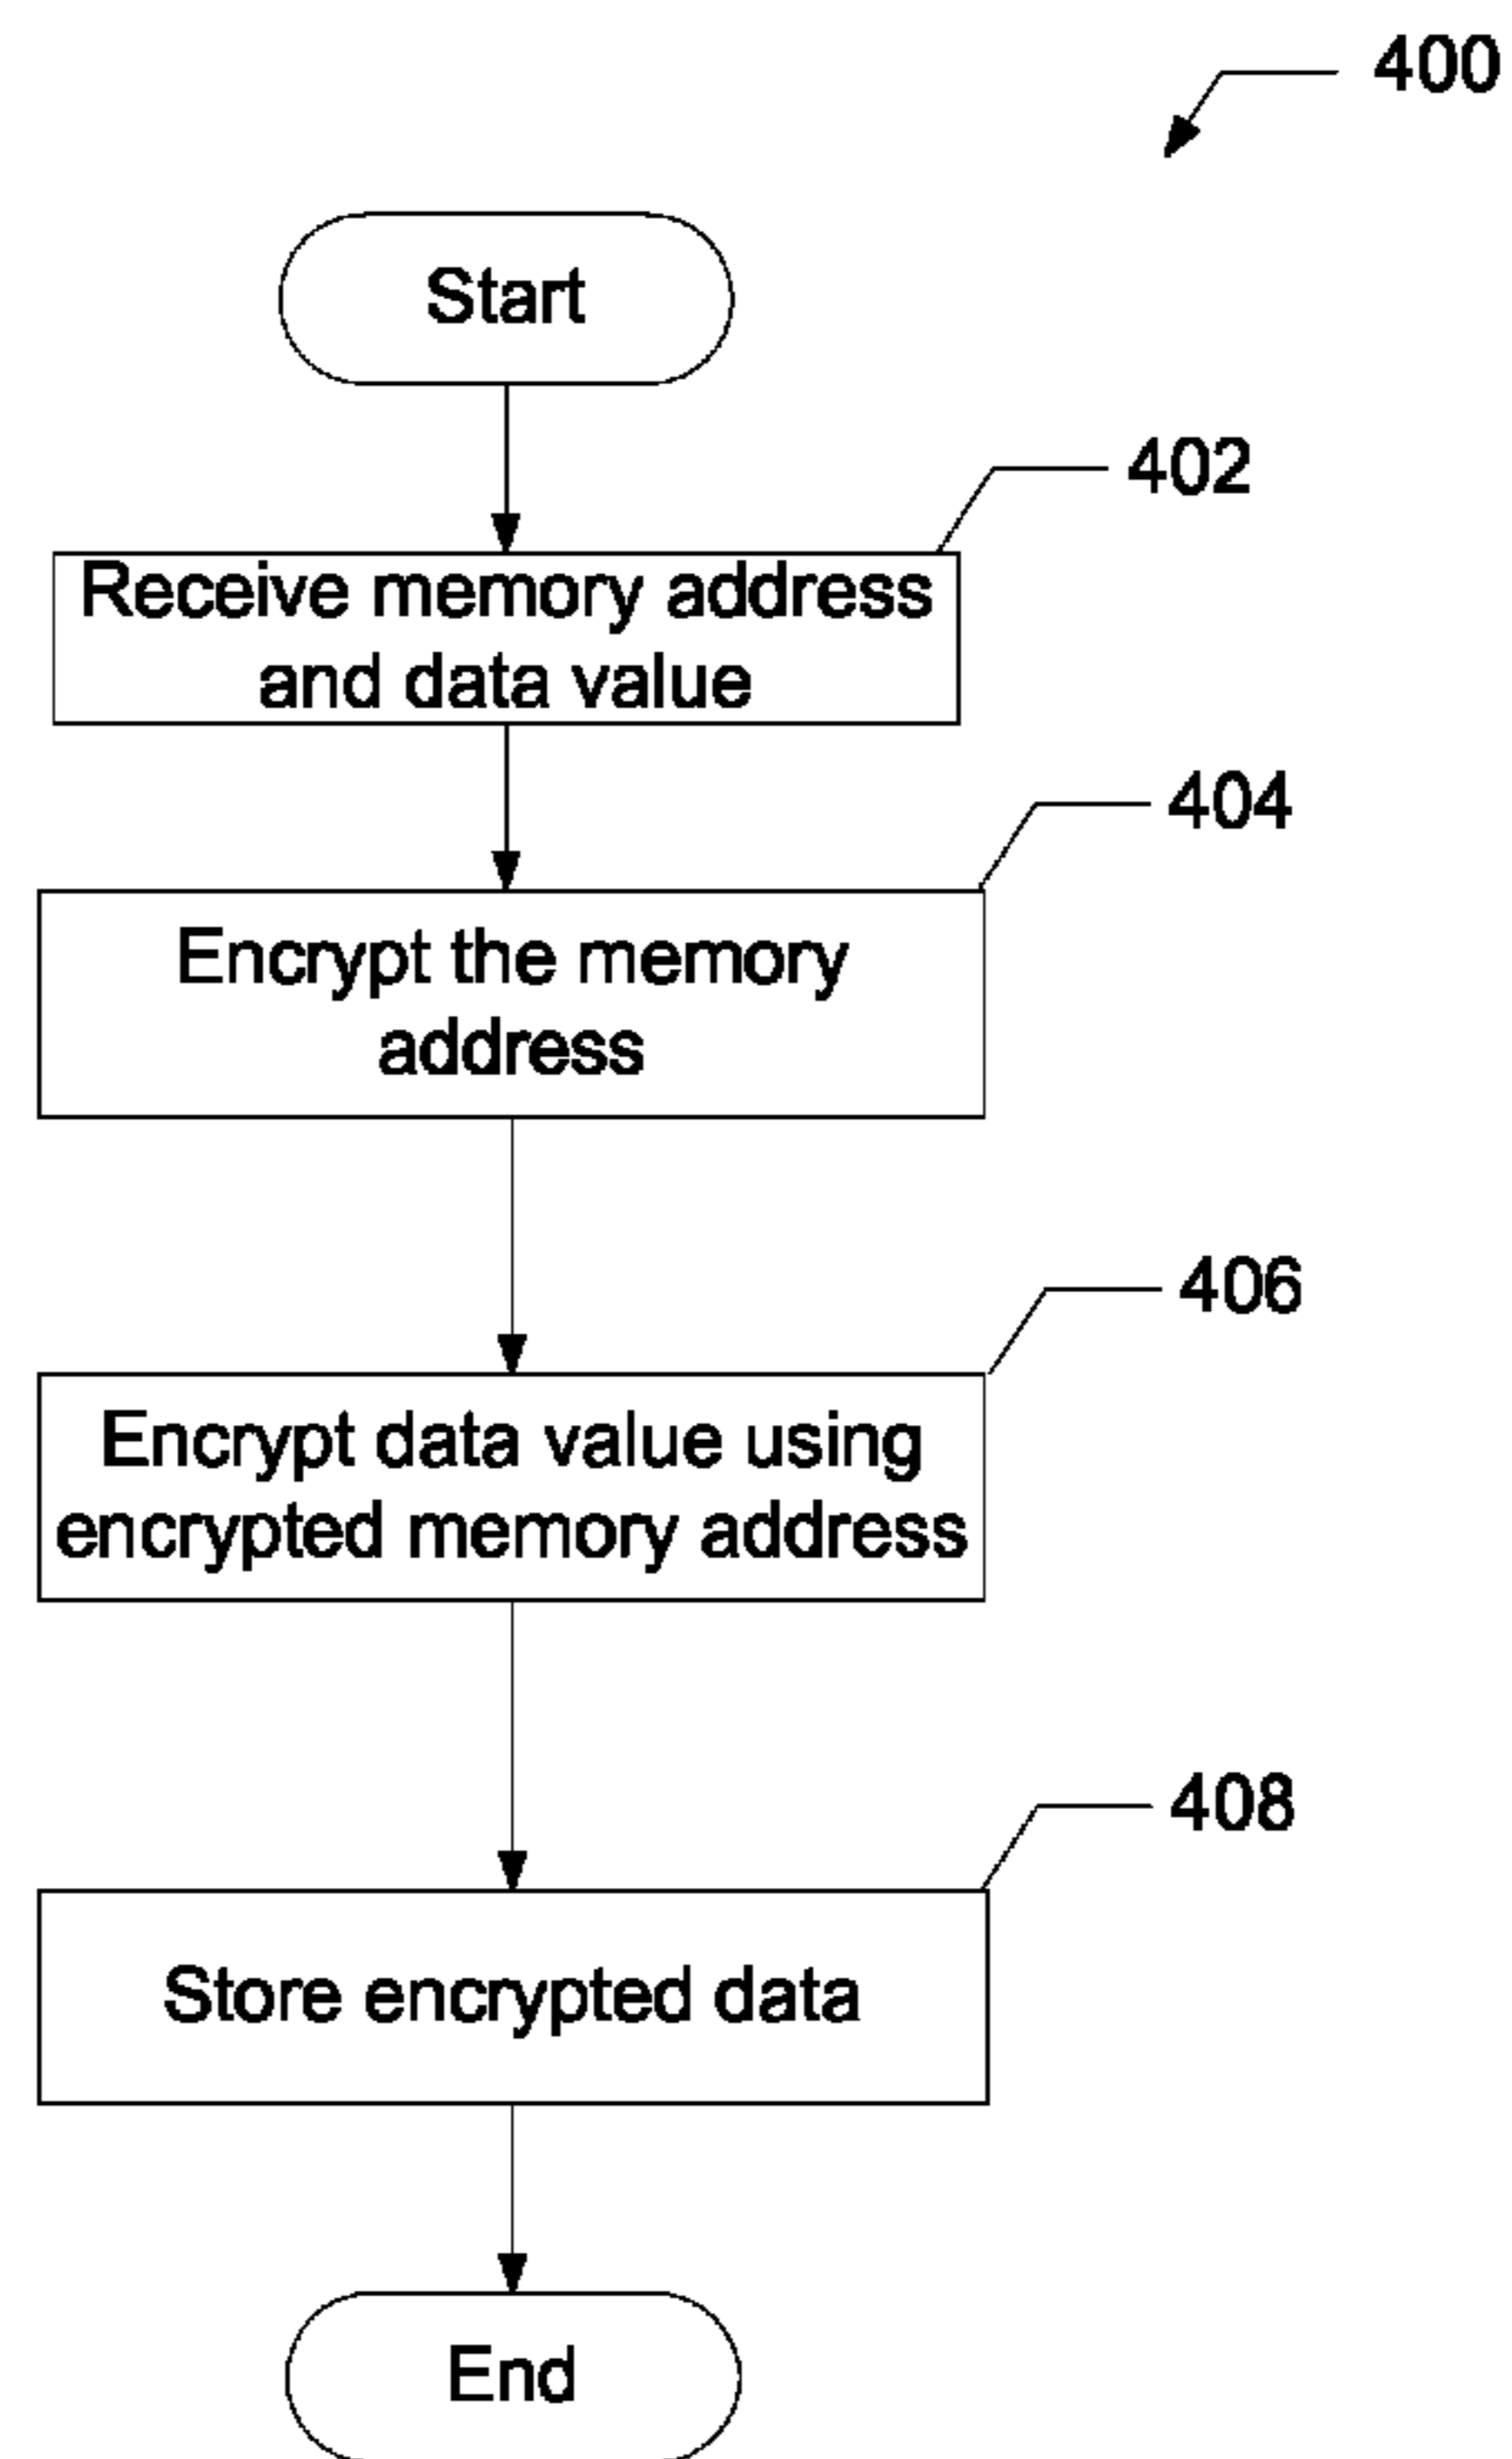 400
Start
402
Receive memory address
and data value
404
Encrypt the memory
address
406
Encrypt data value using
encrypted memory address
408
Store encrypted data
End